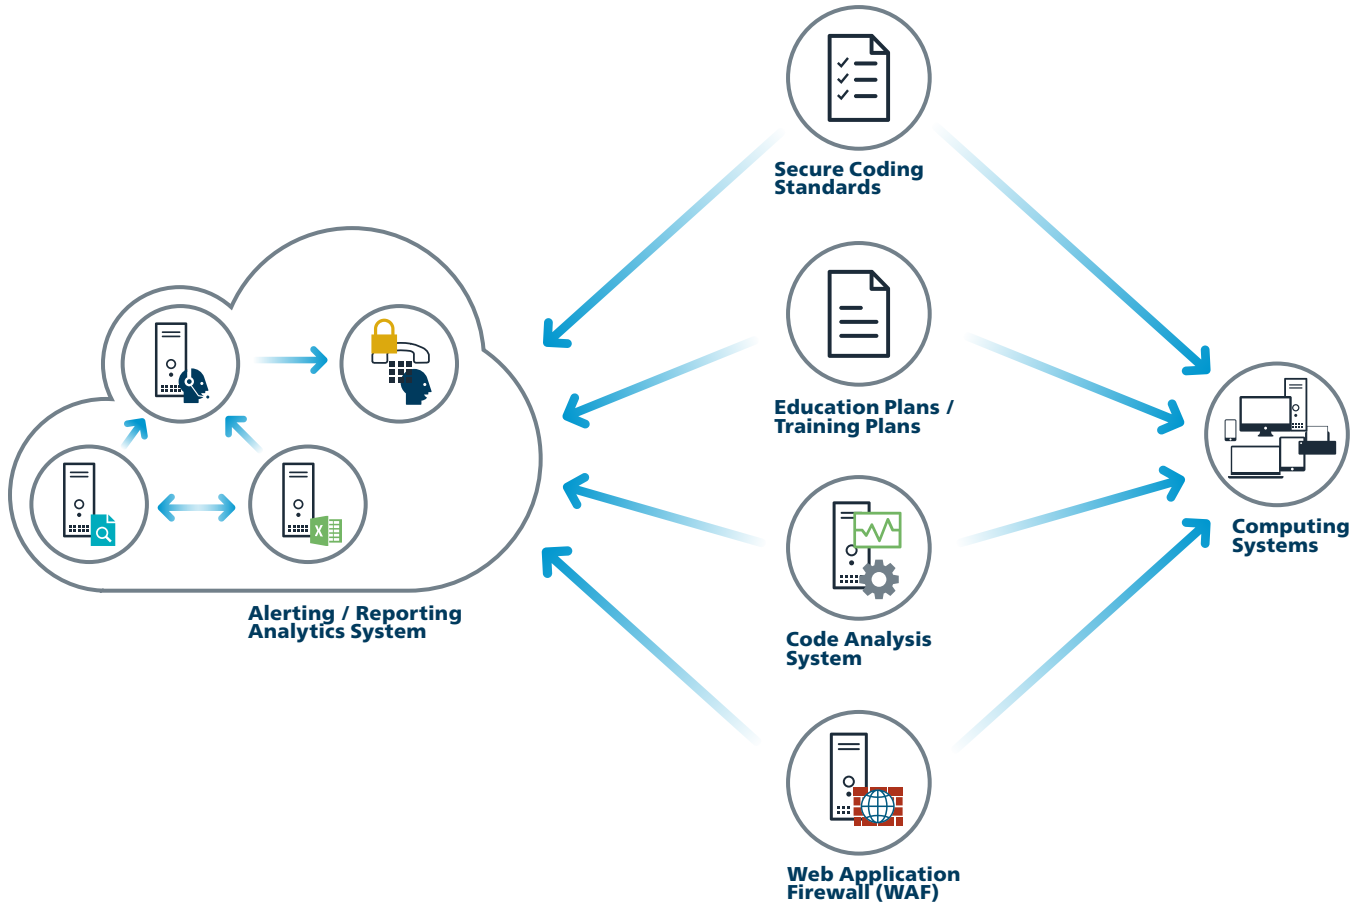 Secure Coding
Standards
Education Plans /
Training Plans
X
Computing
Systems
Alerting / Reporting
Analytics System
Code Analysis
System
Web Application
Firewall (WAF)